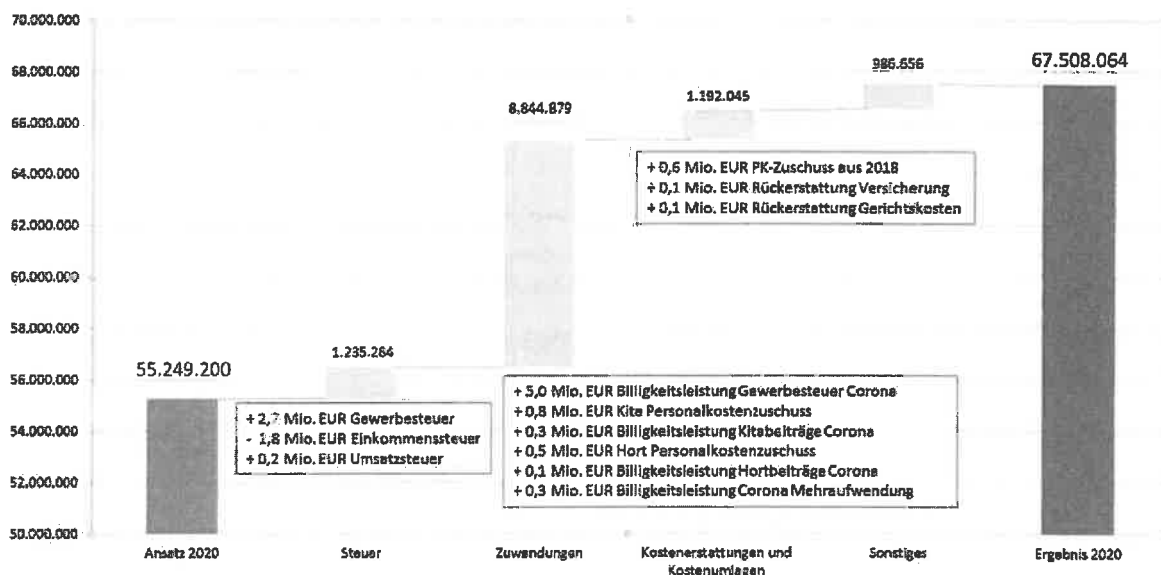 70.000.000
68.000.000
66.000.000
64.000.000
62.000.000
60.000.000
58.000.000
56.000.000
54.000.000
52.000.000
50.000.000
55.249.200
1.235.284
8.844.879
1.192.045
986.656
67.508.064
+ 2,7 Mio. EUR Gewerbesteuer
- 1,8 Mio. EUR Einkommenssteuer
+ 0,2 Mio. EUR Umsatzsteuer
+ 5,0 Mio. EUR Billigkeitsleistung Gewerbesteuer Corona
+ 0,8 Mio. EUR Kita Personalkostenzuschuss
+ 0,3 Mio. EUR Billigkeitsleistung Kitabeiträge Corona
+ 0,5 Mio. EUR Hort Personalkostenzuschuss
+ 0,1 Mio. EUR Billigkeitsleistung Hortbeiträge Corona
+ 0,3 Mio. EUR Billigkeitsleistung Corona Mehraufwendung
+ 0,6 Mio. EUR PK-Zuschuss aus 2018
+ 0,1 Mio. EUR Rückerstattung Versicherung
+ 0,1 Mio. EUR Rückerstattung Gerichtskosten
Ansatz 2020
Steuer
Zuwendungen
Kostenerstattungen und
Kostenumlagen
Sonstiges
Ergebnis 2020